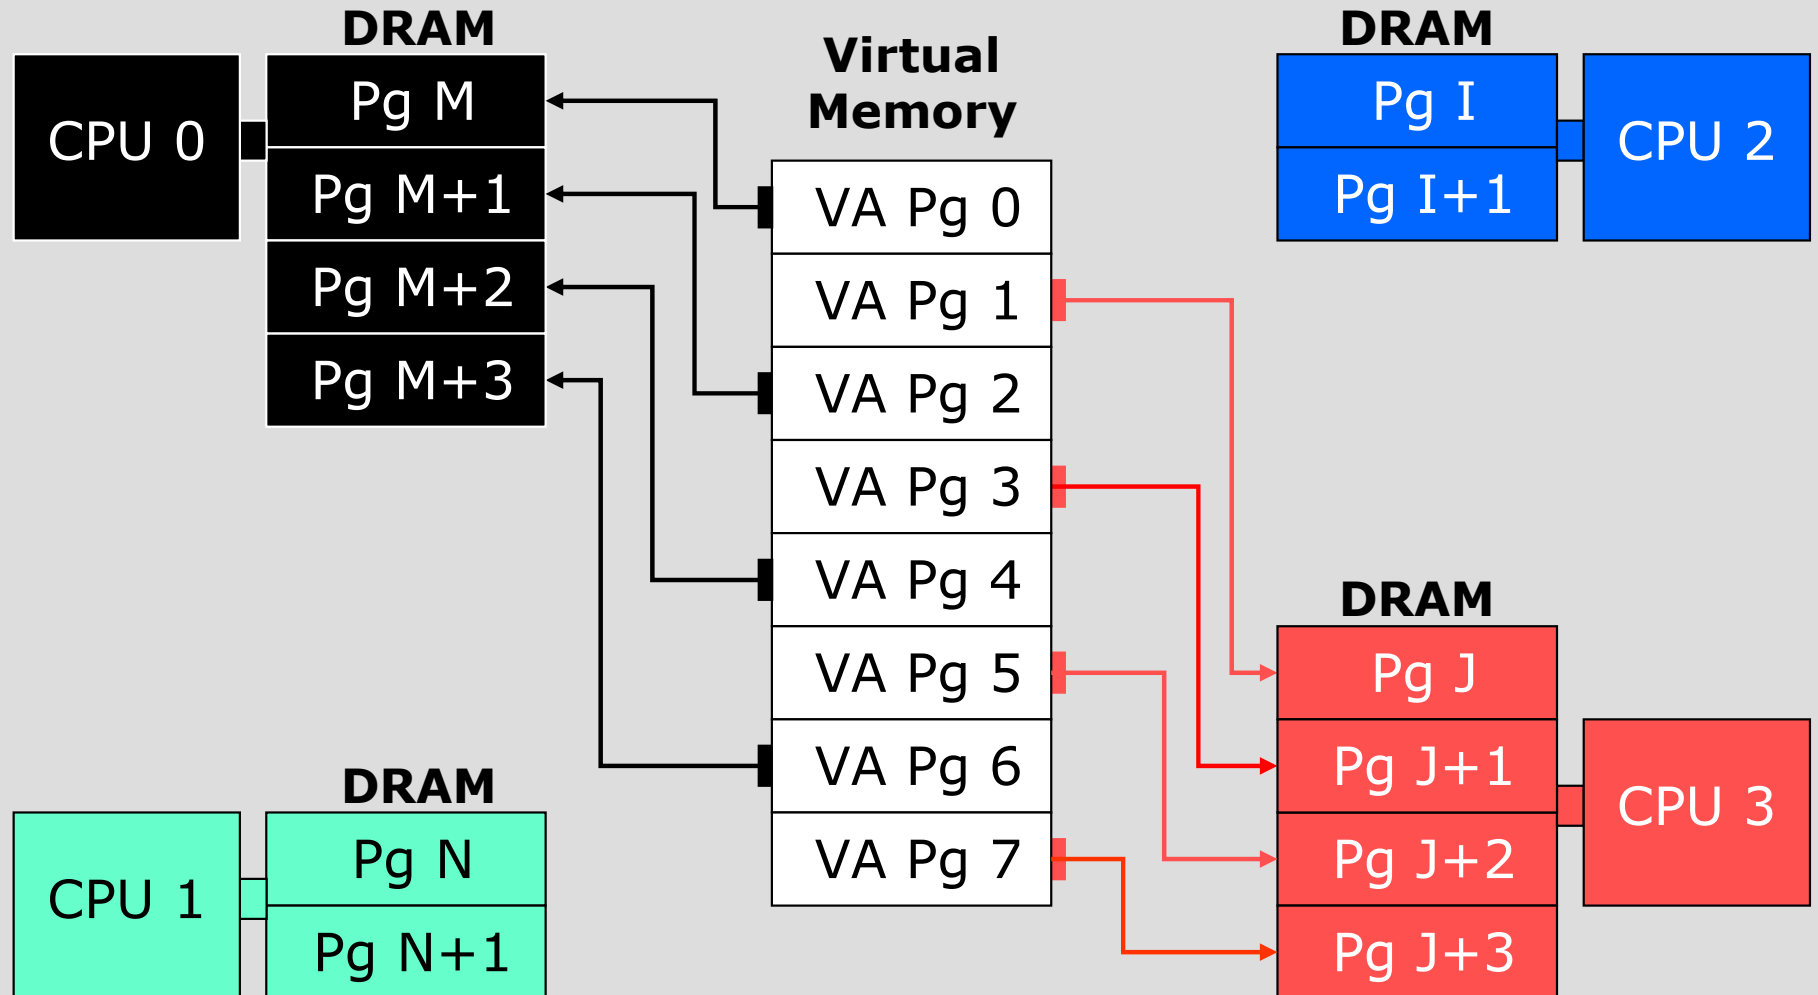 DRAM
CPU 0
Pg M
Pg M+1
Pg M+2
Pg M+3
Virtual
Memory
VA Pg 0
VA Pg 1
VA Pg 2
VA Pg 3
VA Pg 4
VA Pg 5
VA Pg 6
VA Pg 7
DRAM
Pg I
Pg I+1
CPU 2
DRAM
CPU 1
Pg N
Pg N+1
DRAM
Pg J
Pg J+1
Pg J+2
Pg J+3
CPU 3